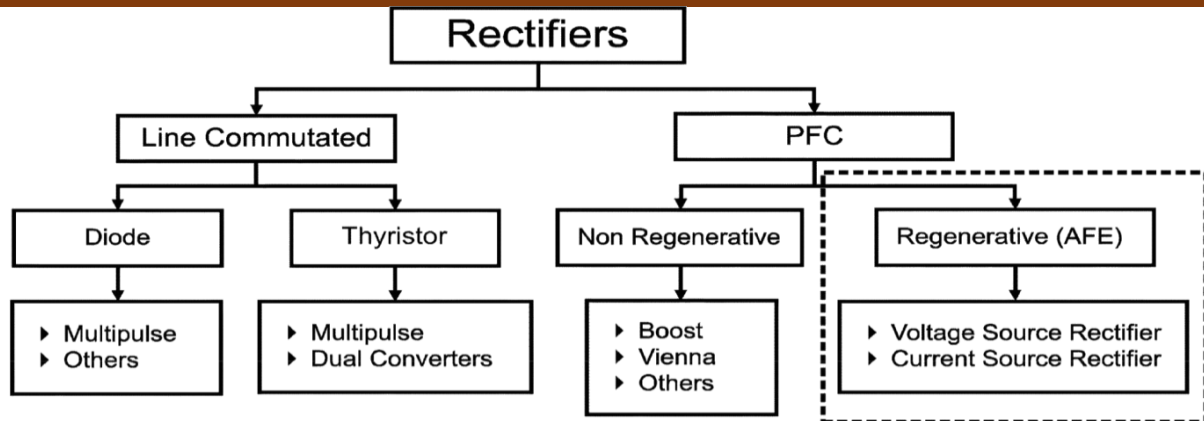 Rectifiers
Line Commutated
PFC
Diode
Thyristor
Non Regenerative
Regenerative (AFE)
Multipulse
Others
Multipulse
Dual Converters
Boost
Vienna
Others
Voltage Source Rectifier
Current Source Rectifier